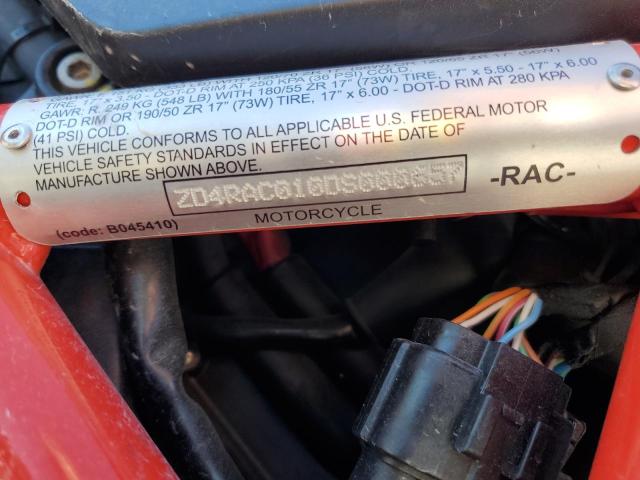 TIRE, 17" x 5.50 - DOT-D RIM AT 250 KPA (36 PSI) COLD.
GAWR: R. 249 KG (548 LB) WITH 180/55 ZR 17" (73W) TIRE, 17" x 5.50 - 17" x 6.00
DOT-D RIM OR 190/50 ZR 17" (73W) TIRE, 17" x 6.00 - DOT-D RIM AT 280 KPA
(41 PSI) COLD.
THIS VEHICLE CONFORMS TO ALL APPLICABLE U.S. FEDERAL MOTOR
VEHICLE SAFETY STANDARDS IN EFFECT ON THE DATE OF
MANUFACTURE SHOWN ABOVE.
-RAC-
(code: B045410) MOTORCYCLE